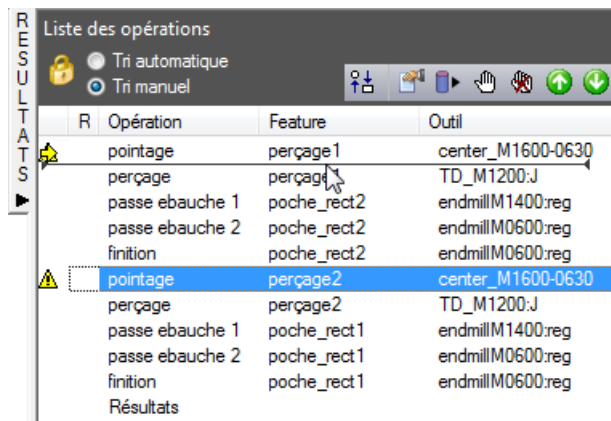 RESULTATS
Liste des opérations
Tri automatique
Tri manuel
R Opération Feature Outil
pointage perçage1 center_M1600-0630
perçage TD_M1200:J
passe ebauche 1 poche_rect2 endmillM1400:reg
passe ebauche 2 poche_rect2 endmillM0600:reg
finition poche_rect2 endmillM0600:reg
pointage perçage2 center_M1600-0630
perçage perçage2 TD_M1200:J
passe ebauche 1 poche_rect1 endmillM1400:reg
passe ebauche 2 poche_rect1 endmillM0600:reg
finition poche_rect1 endmillM0600:reg
Résultats